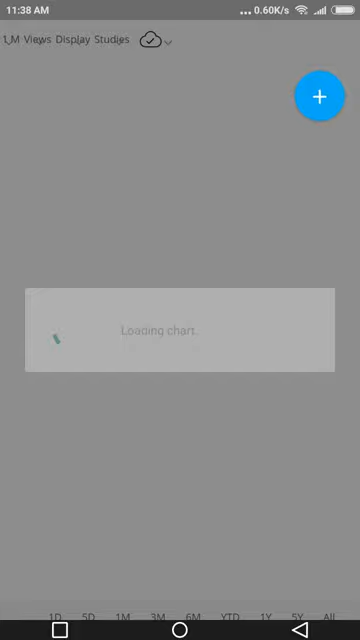 11:38 AM ... 0.60K/s
1 M Views Display Studies
+
Loading chart.
1D 5D 1M 3M 6M YTD 1Y 5Y All